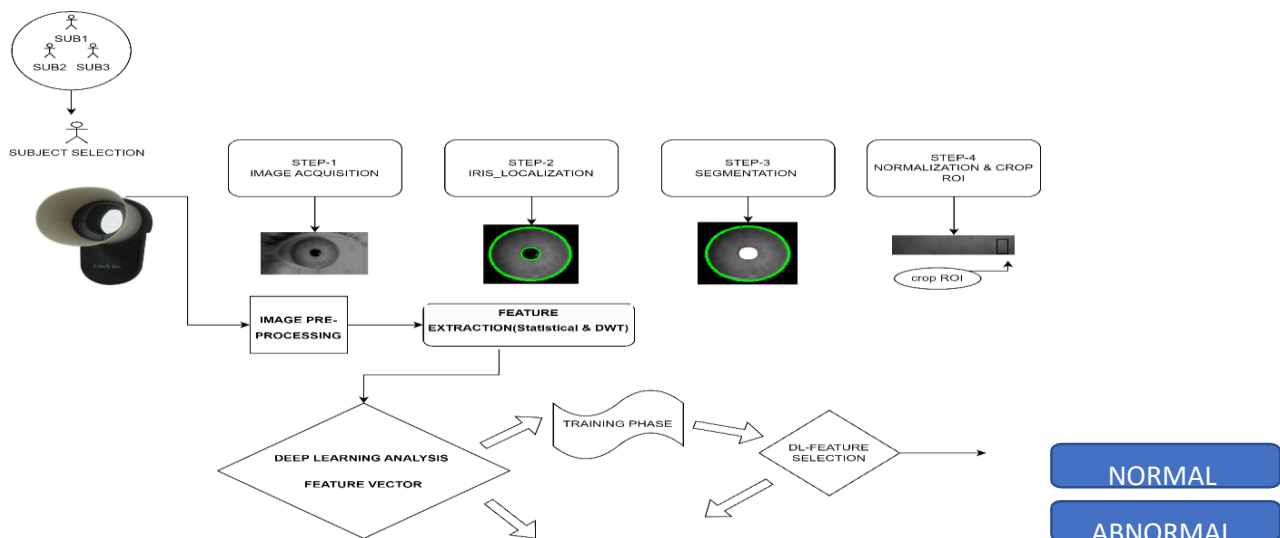 SUB1
SUB2
SUB3
SUBJECT SELECTION
STEP-1
IMAGE ACQUISITION
STEP-2
IRIS_LOCALIZATION
STEP-3
SEGMENTATION
STEP-4
NORMALIZATION & CROP
ROI
crop ROI
IMAGE PRE-
PROCESSING
FEATURE
EXTRACTION(Statistical & DWT)
DEEP LEARNING ANALYSIS
FEATURE VECTOR
TRAINING PHASE
DL-FEATURE
SELECTION
NORMAL
ABNORMAL